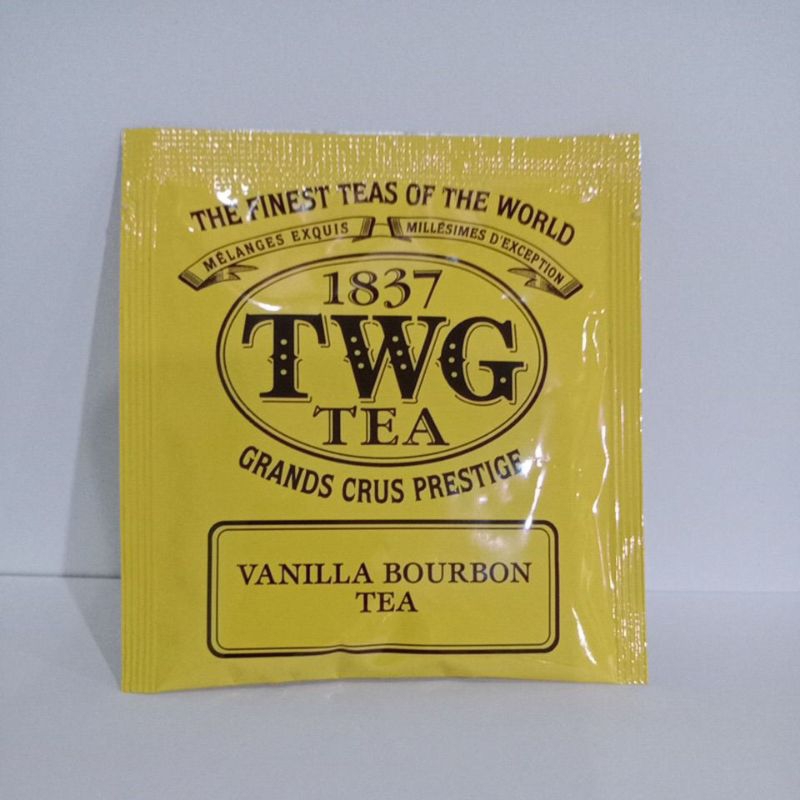 THE FINEST TEAS OF THE WORLD
MÉLANGES EXQUIS MILLÉSIMES D'EXCEPTION
1837
TWG
TEA
GRANDS CRUS PRESTIGE
VANILLA BOURBON
TEA